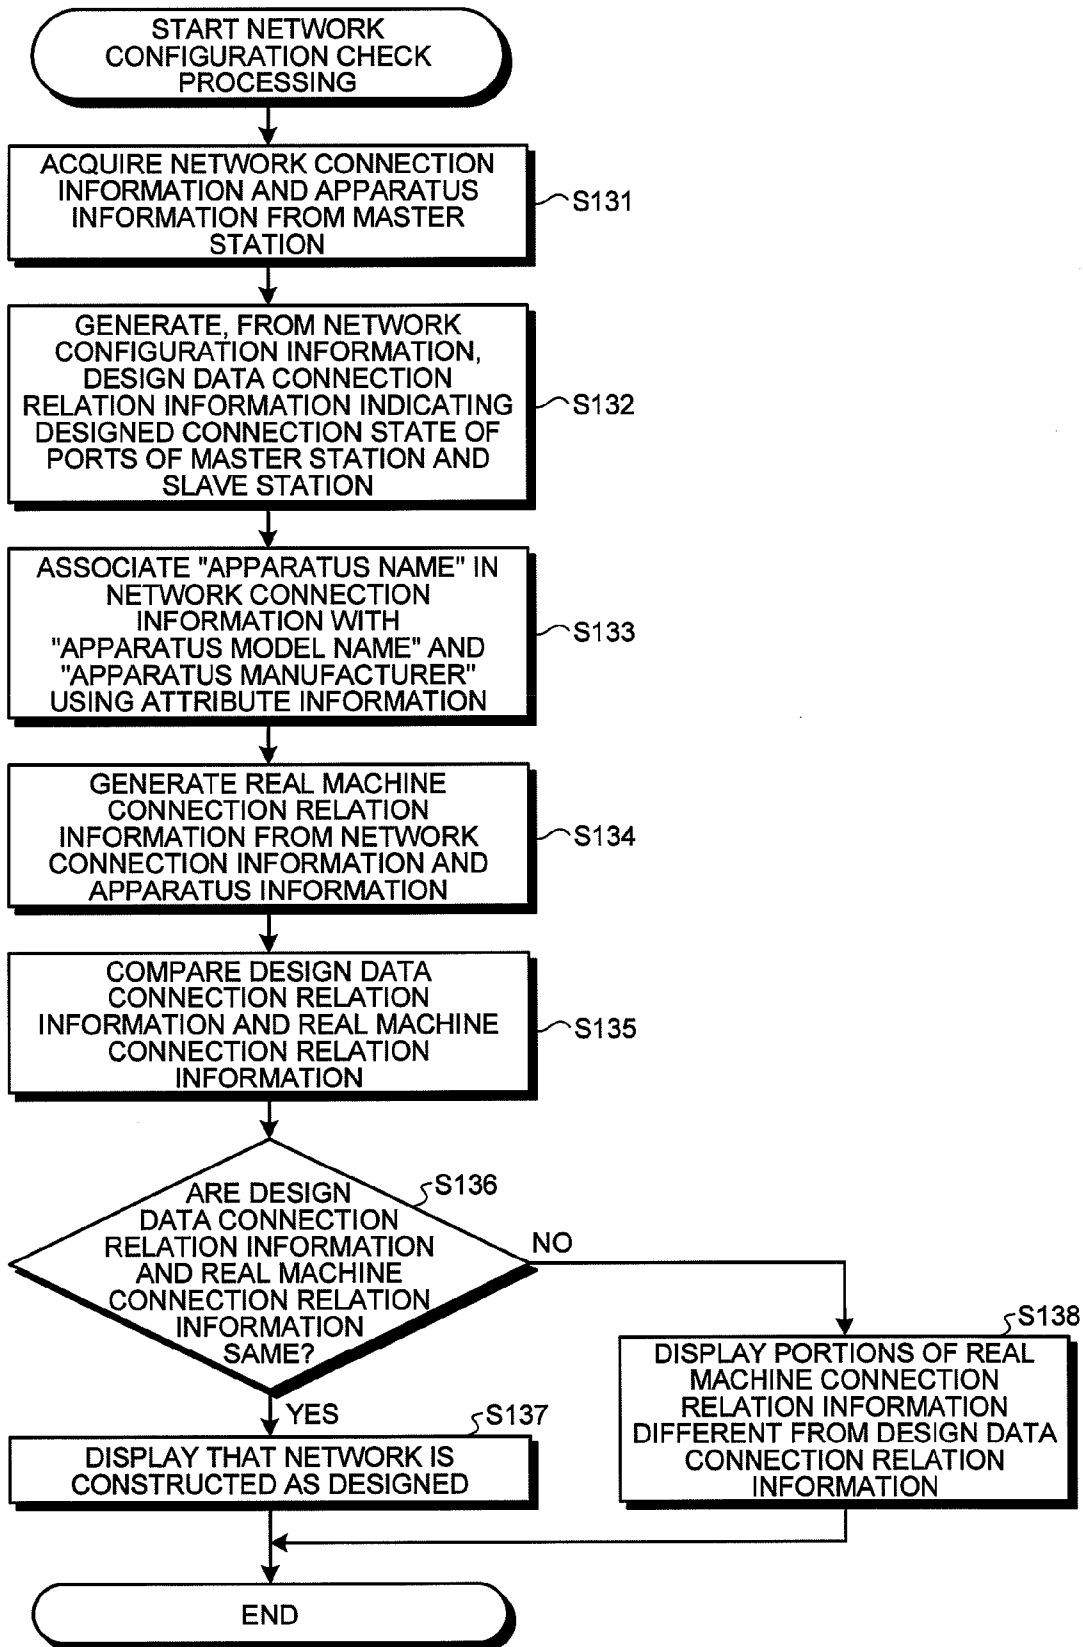 START NETWORK
CONFIGURATION CHECK
PROCESSING
ACQUIRE NETWORK CONNECTION
INFORMATION AND APPARATUS
INFORMATION FROM MASTER
STATION
S131
GENERATE, FROM NETWORK
CONFIGURATION INFORMATION,
DESIGN DATA CONNECTION
RELATION INFORMATION INDICATING
DESIGNED CONNECTION STATE OF
PORTS OF MASTER STATION AND
SLAVE STATION
S132
ASSOCIATE "APPARATUS NAME" IN
NETWORK CONNECTION
INFORMATION WITH
"APPARATUS MODEL NAME" AND
"APPARATUS MANUFACTURER"
USING ATTRIBUTE INFORMATION
S133
GENERATE REAL MACHINE
CONNECTION RELATION
INFORMATION FROM NETWORK
CONNECTION INFORMATION AND
APPARATUS INFORMATION
S134
COMPARE DESIGN DATA
CONNECTION RELATION
INFORMATION AND REAL MACHINE
CONNECTION RELATION
INFORMATION
S135
S136
ARE DESIGN
DATA CONNECTION
RELATION INFORMATION
AND REAL MACHINE
CONNECTION RELATION
INFORMATION
SAME?
NO
YES
S137
DISPLAY THAT NETWORK IS
CONSTRUCTED AS DESIGNED
S138
DISPLAY PORTIONS OF REAL
MACHINE CONNECTION
RELATION INFORMATION
DIFFERENT FROM DESIGN DATA
CONNECTION RELATION
INFORMATION
END